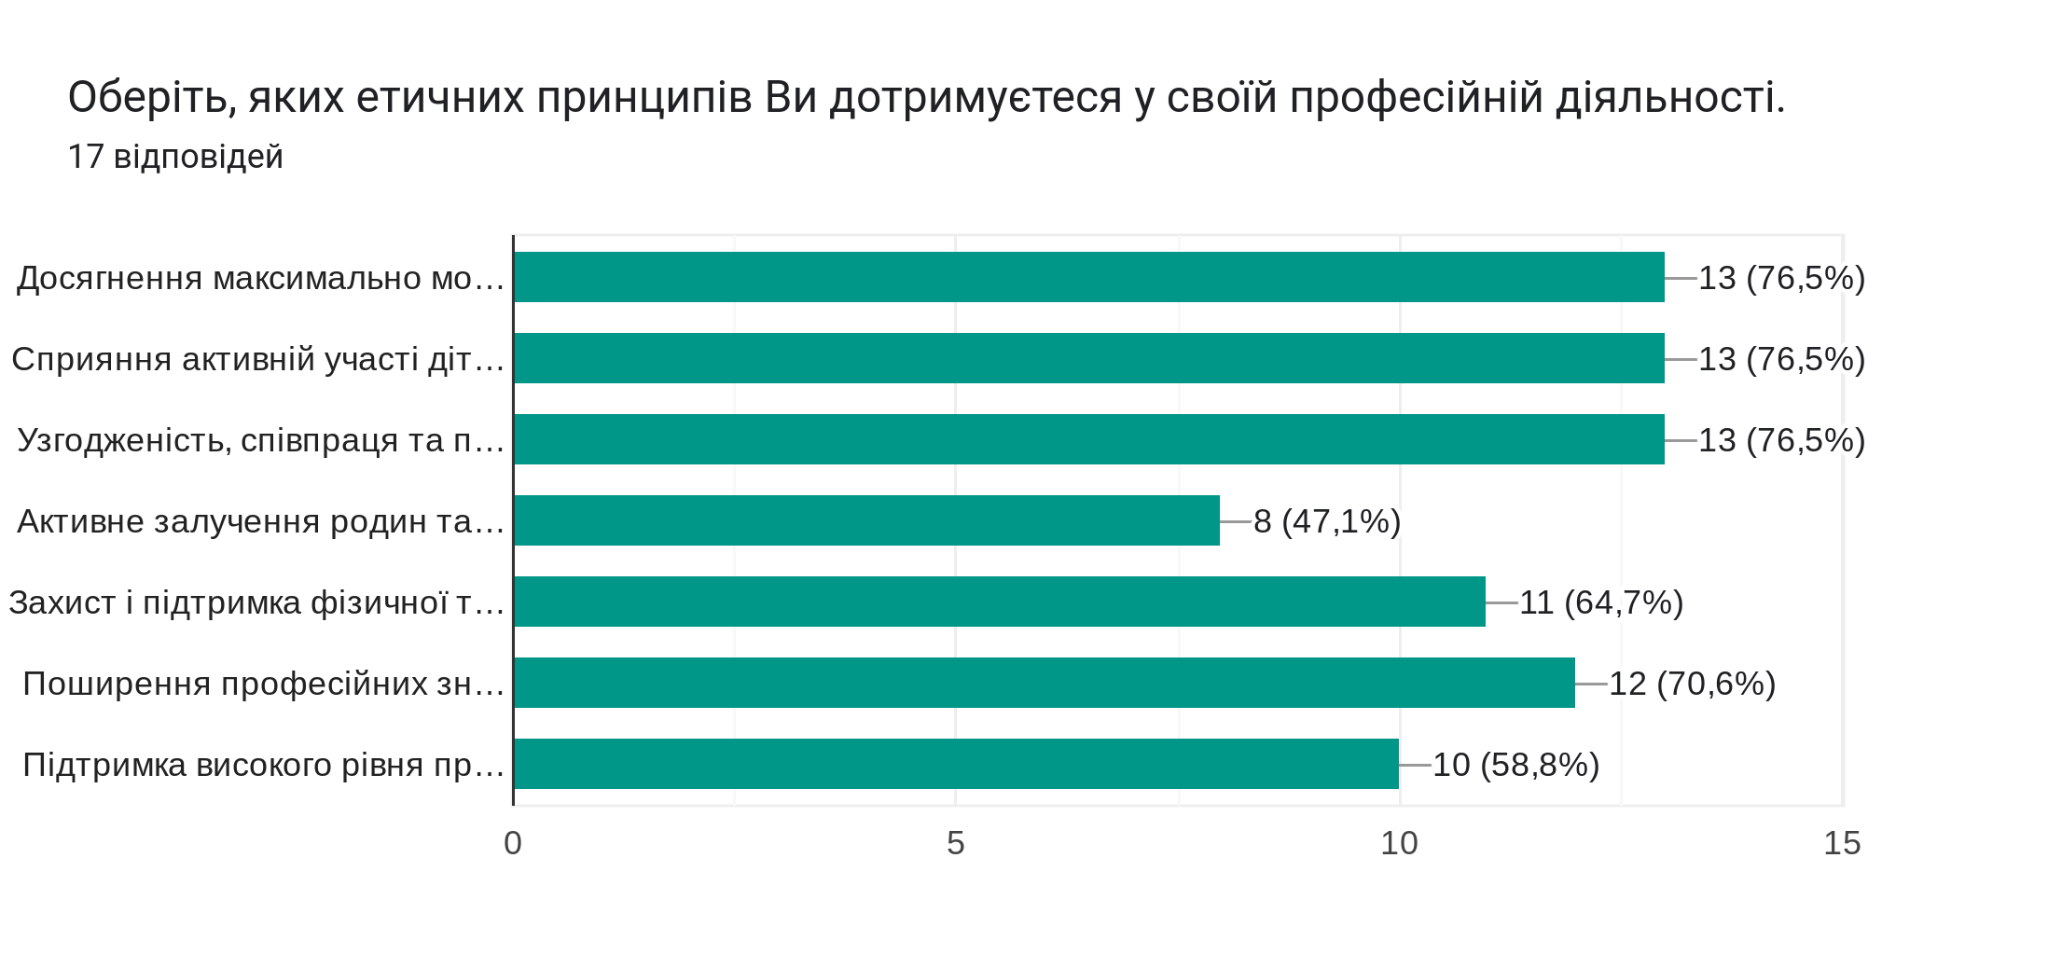 Оберіть, яких етичних принципів Ви дотримуєтеся у своїй професійній діяльності.
17 відповідей
Досягнення максимально мо… 13 (76,5%)
Сприяння активній участі діт… 13 (76,5%)
Узгодженість, співпраця та п… 13 (76,5%)
Активне залучення родин та… 8 (47,1%)
Захист і підтримка фізичної т… 11 (64,7%)
Поширення професійних зн… 12 (70,6%)
Підтримка високого рівня пр… 10 (58,8%)
0 5 10 15